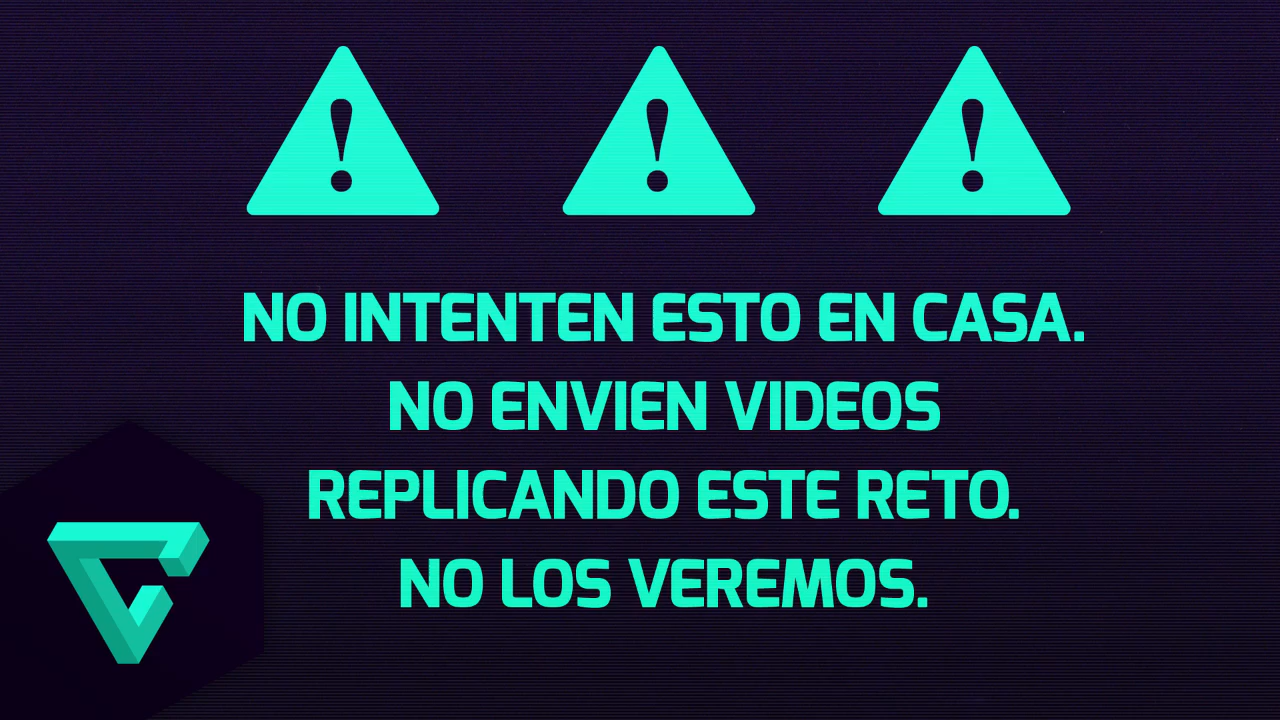 NO INTENTEN ESTO EN CASA.
NO ENVIEN VIDEOS
REPLICANDO ESTE RETO.
NO LOS VEREMOS.